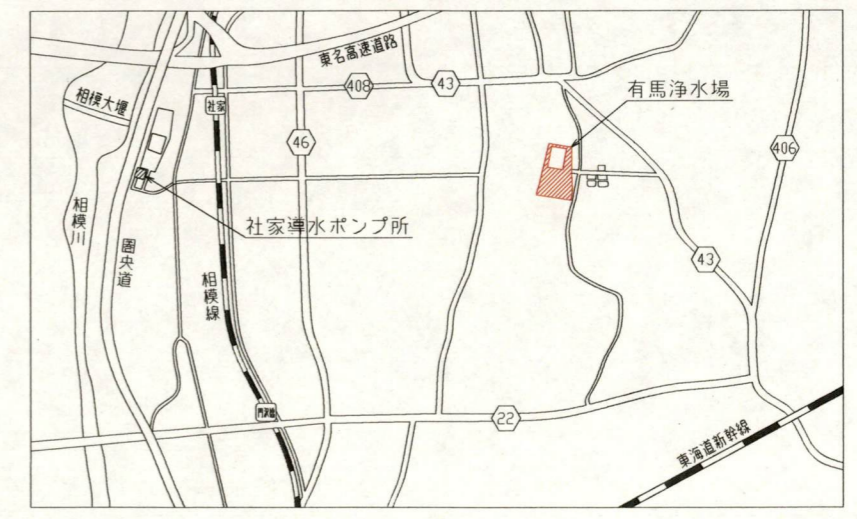 東名高速道路
408
43
有馬浄水場
相模大堰
社家
46
406
相模川
社家導水ポンプ所
圏央道
相模線
43
門沢橋
22
東海道新幹線